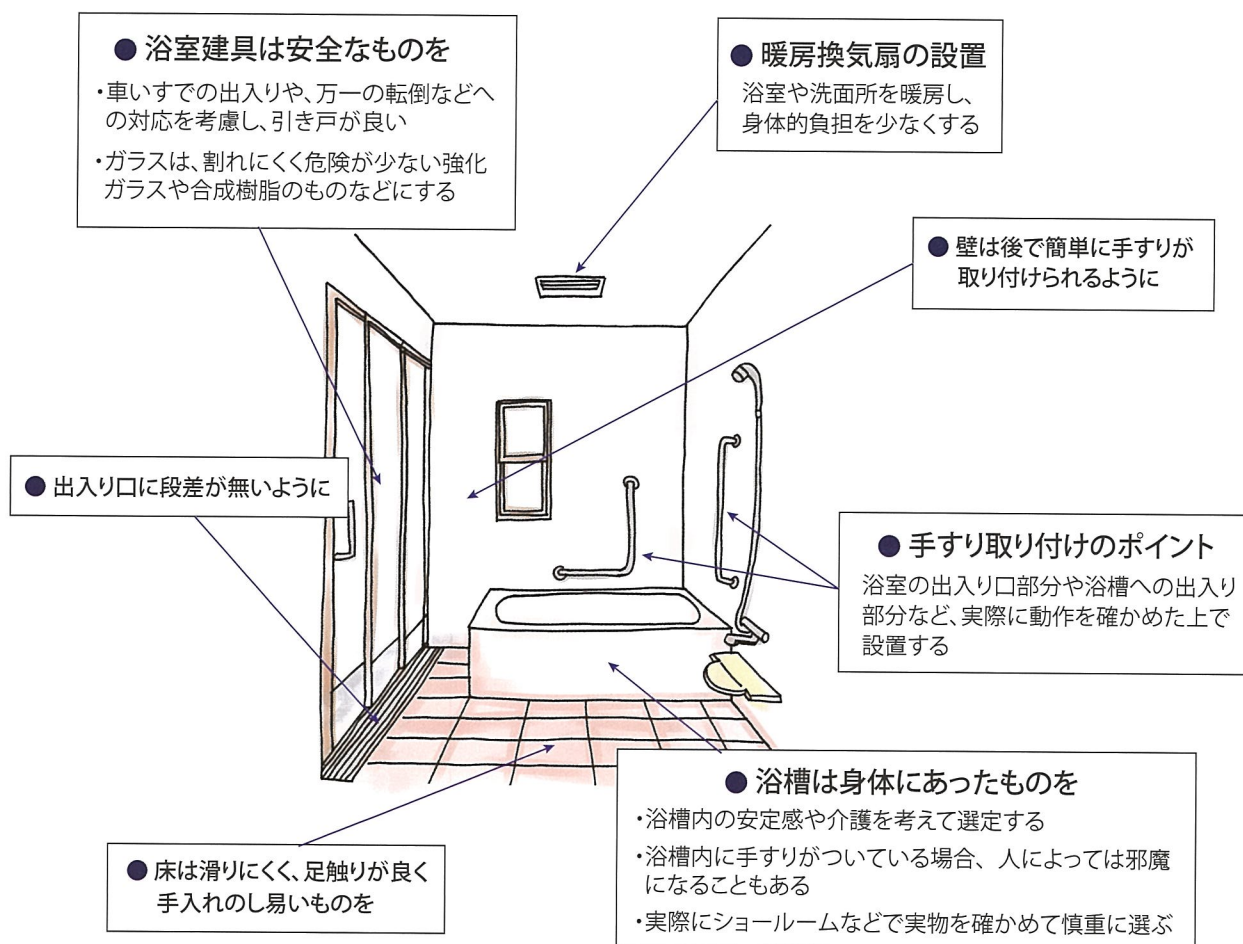 ● 浴室建具は安全なものを
・車いすでの出入りや、万一の転倒などへ
の対応を考慮し、引き戸が良い
・ガラスは、割れにくく危険が少ない強化
ガラスや合成樹脂のものなどにする
● 暖房換気扇の設置
浴室や洗面所を暖房し、
身体的負担を少なくする
● 壁は後で簡単に手すりが
取り付けられるように
● 出入り口に段差が無いように
● 手すり取り付けのポイント
浴室の出入り口部分や浴槽への出入り
部分など、実際に動作を確かめた上で
設置する
● 浴槽は身体にあったものを
・浴槽内の安定感や介護を考えて選定する
・浴槽内に手すりがついている場合、人によっては邪魔
になることもある
・実際にショールームなどで実物を確かめて慎重に選ぶ
● 床は滑りにくく、足触りが良く
手入れのし易いものを